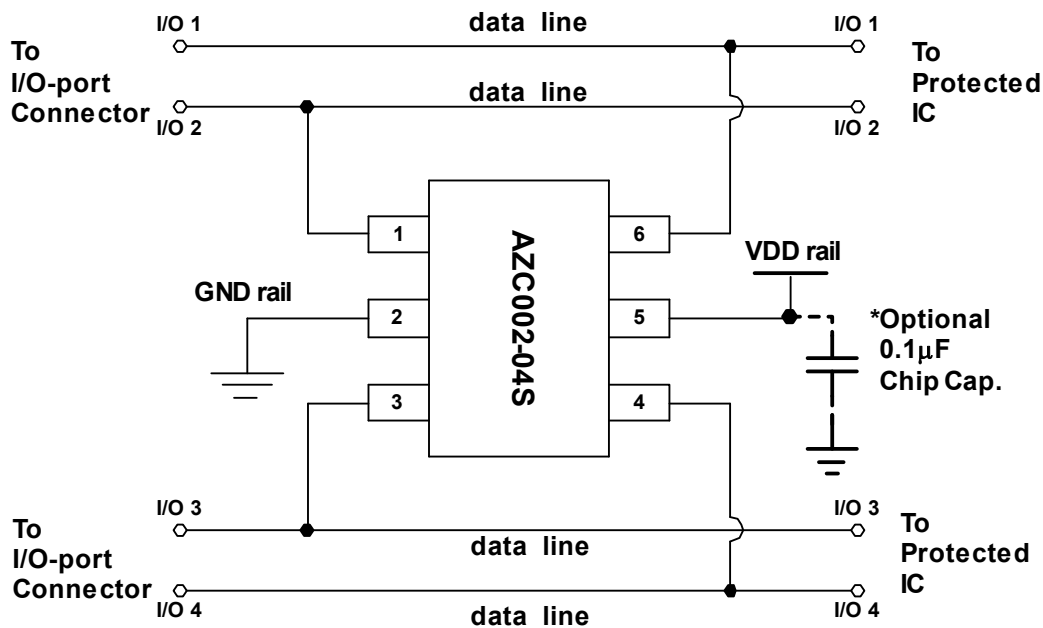 I/O 1
data line
I/O 1
To
I/O-port
Connector
To
Protected
IC
data line
I/O 2
I/O 2
AZC002-04S
1
2
3
6
5
4
GND rail
VDD rail
*Optional
0.1μF
Chip Cap.
I/O 3
I/O 3
To
I/O-port
Connector
To
Protected
IC
data line
I/O 4
data line
I/O 4